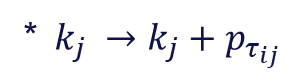 * k_j → k_j + p_{τ_{ij}}